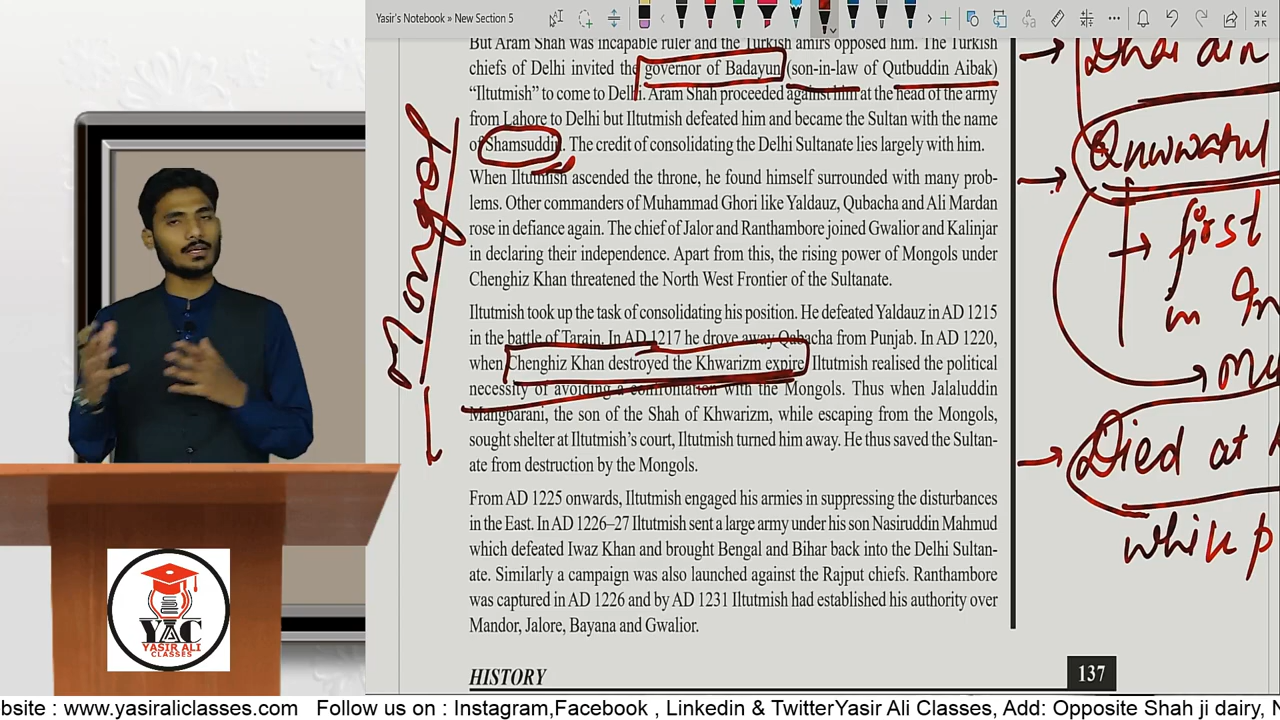 Yasir's Notebook » New Section 5
But Aram Shah was incapable ruler and the Turkish amirs opposed him. The Turkish
chiefs of Delhi invited the governor of Badayun (son-in-law of Qutbuddin Aibak)
“Iltutmish” to come to Delhi. Aram Shah proceeded against him at the head of the army
from Lahore to Delhi but Iltutmish defeated him and became the Sultan with the name
of Shamsuddin. The credit of consolidating the Delhi Sultanate lies largely with him.
When Iltutmish ascended the throne, he found himself surrounded with many prob-
lems. Other commanders of Muhammad Ghori like Yaldauz, Qubacha and Ali Mardan
rose in defiance again. The chief of Jalor and Ranthambore joined Gwalior and Kalinjar
in declaring their independence. Apart from this, the rising power of Mongols under
Chenghiz Khan threatened the North West Frontier of the Sultanate.
Iltutmish took up the task of consolidating his position. He defeated Yaldauz in AD 1215
in the battle of Tarain. In AD 1217 he drove away Qabacha from Punjab. In AD 1220,
when Chenghiz Khan destroyed the Khwarizm expire Iltutmish realised the political
necessity of avoiding a confrontation with the Mongols. Thus when Jalaluddin
Mangbarani, the son of the Shah of Khwarizm, while escaping from the Mongols,
sought shelter at Iltutmish's court, Iltutmish turned him away. He thus saved the Sultan-
ate from destruction by the Mongols.
From AD 1225 onwards, Iltutmish engaged his armies in suppressing the disturbances
in the East. In AD 1226–27 Iltutmish sent a large army under his son Nasiruddin Mahmud
which defeated Iwaz Khan and brought Bengal and Bihar back into the Delhi Sultan-
ate. Similarly a campaign was also launched against the Rajput chiefs. Ranthambore
was captured in AD 1226 and by AD 1231 Iltutmish had established his authority over
Mandor, Jalore, Bayana and Gwalior.
HISTORY
137
Dhai din
Quwwatul
first
in In
Mu
Died at
while p
YAC
YASIR ALI
CLASSES
bsite : www.yasiraliclasses.com Follow us on : Instagram,Facebook , Linkedin & TwitterYasir Ali Classes, Add: Opposite Shah ji dairy, N